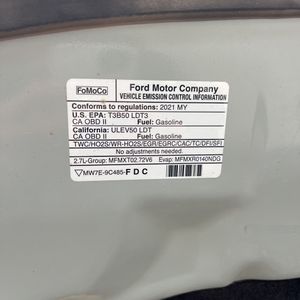 FoMoCo
Ford Motor Company
VEHICLE EMISSION CONTROL INFORMATION
Conforms to regulations: 2021 MY
U.S. EPA: T3B50 LDT3
CA OBD II Fuel: Gasoline
California: ULEV50 LDT
CA OBD II Fuel: Gasoline
TWC/HO2S/WR-HO2S/EGR/EGRC/CAC/TC/DFI/SFI
No adjustments needed.
2.7L-Group: MFMXT02.72V6 Evap: MFMXR0140NDG
MW7E-9C485-FDC